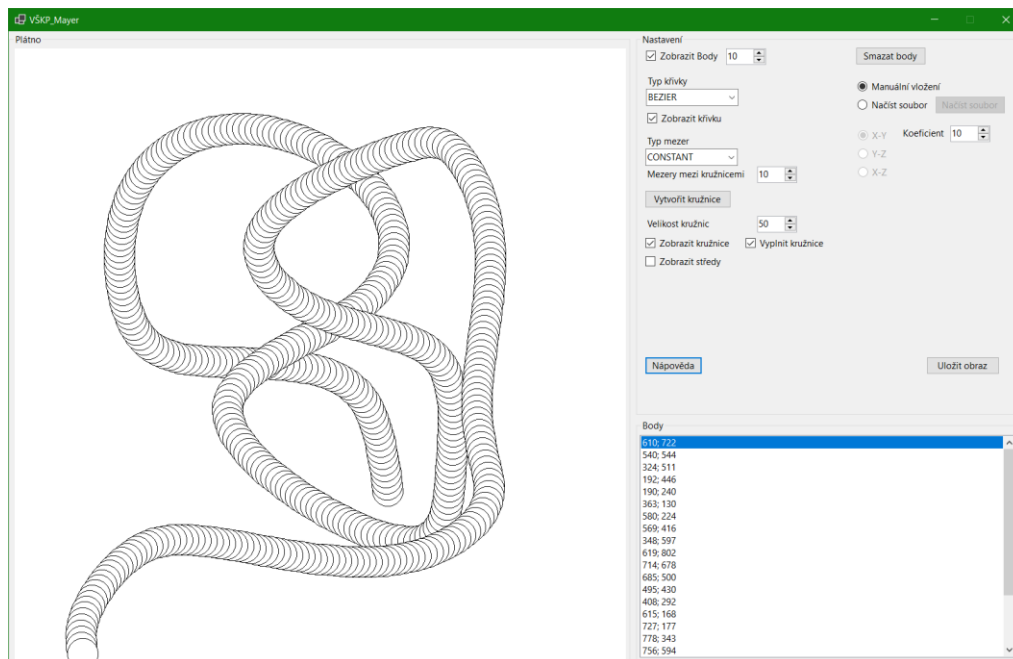 VŠKP_Mayer
Plátno
Nastavení
Zobrazit Body 10
Smazat body
Typ křivky
BEZIER
Zobrazit křivku
Manuální vložení
Načíst soubor Načíst soubor
X-Y Koeficient 10
Y-Z
X-Z
Typ mezer
CONSTANT
Mezery mezi kružnicemi 10
Vytvořit kružnice
Velikost kružnic 50
Zobrazit kružnice Vyplnit kružnice
Zobrazit středy
Nápověda Uložit obraz
Body
610; 722
540; 544
324; 511
192; 446
190; 240
363; 130
580; 224
569; 416
348; 597
619; 802
714; 678
685; 500
495; 430
408; 292
615; 168
727; 177
778; 343
756; 594